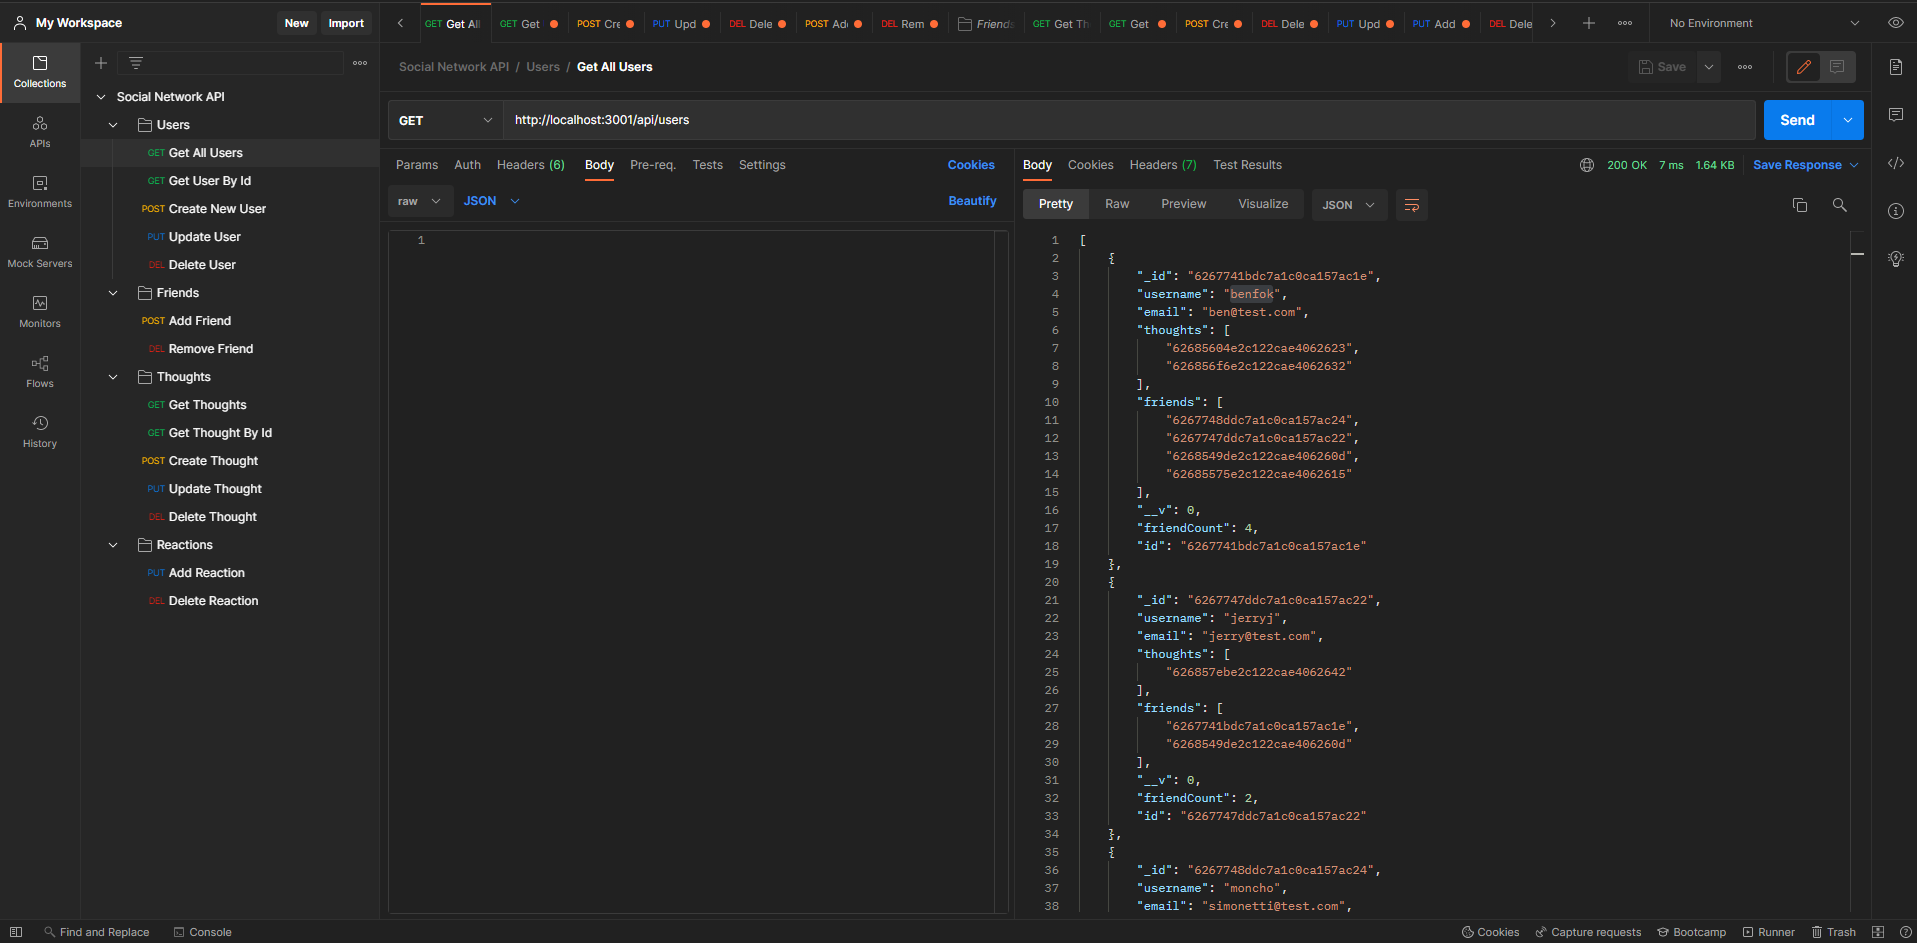 My Workspace
New
Import
GET Get All
GET Get
POST Cre
PUT Upd
DEL Dele
POST Add
DEL Rem
Friends
GET Get Th
GET Get
POST Cre
DEL Dele
PUT Upd
PUT Add
DEL Dele
No Environment
Collections
APIs
Environments
Mock Servers
Monitors
Flows
History
Social Network API
Users
GET Get All Users
GET Get User By Id
POST Create New User
PUT Update User
DEL Delete User
Friends
POST Add Friend
DEL Remove Friend
Thoughts
GET Get Thoughts
GET Get Thought By Id
POST Create Thought
PUT Update Thought
DEL Delete Thought
Reactions
PUT Add Reaction
DEL Delete Reaction
Social Network API / Users / Get All Users
Save
GET
http://localhost:3001/api/users
Send
Params Auth Headers (6) Body Pre-req. Tests Settings Cookies
raw JSON Beautify
1
Body Cookies Headers (7) Test Results
200 OK 7 ms 1.64 KB Save Response
Pretty Raw Preview Visualize JSON
1 [
2 {
3 "_id": "6267741bdc7a1c0ca157ac1e",
4 "username": "benfok",
5 "email": "ben@test.com",
6 "thoughts": [
7 "62685604e2c122cae4062623",
8 "626856f6e2c122cae4062632"
9 ],
10 "friends": [
11 "6267748ddc7a1c0ca157ac24",
12 "6267747ddc7a1c0ca157ac22",
13 "6268549de2c122cae406260d",
14 "62685575e2c122cae4062615"
15 ],
16 "__v": 0,
17 "friendCount": 4,
18 "id": "6267741bdc7a1c0ca157ac1e"
19 },
20 {
21 "_id": "6267747ddc7a1c0ca157ac22",
22 "username": "jerryj",
23 "email": "jerry@test.com",
24 "thoughts": [
25 "626857ebe2c122cae4062642"
26 ],
27 "friends": [
28 "6267741bdc7a1c0ca157ac1e",
29 "6268549de2c122cae406260d"
30 ],
31 "__v": 0,
32 "friendCount": 2,
33 "id": "6267747ddc7a1c0ca157ac22"
34 },
35 {
36 "_id": "6267748ddc7a1c0ca157ac24",
37 "username": "moncho",
38 "email": "simonetti@test.com",
Find and Replace
Console
Cookies
Capture requests
Bootcamp
Runner
Trash